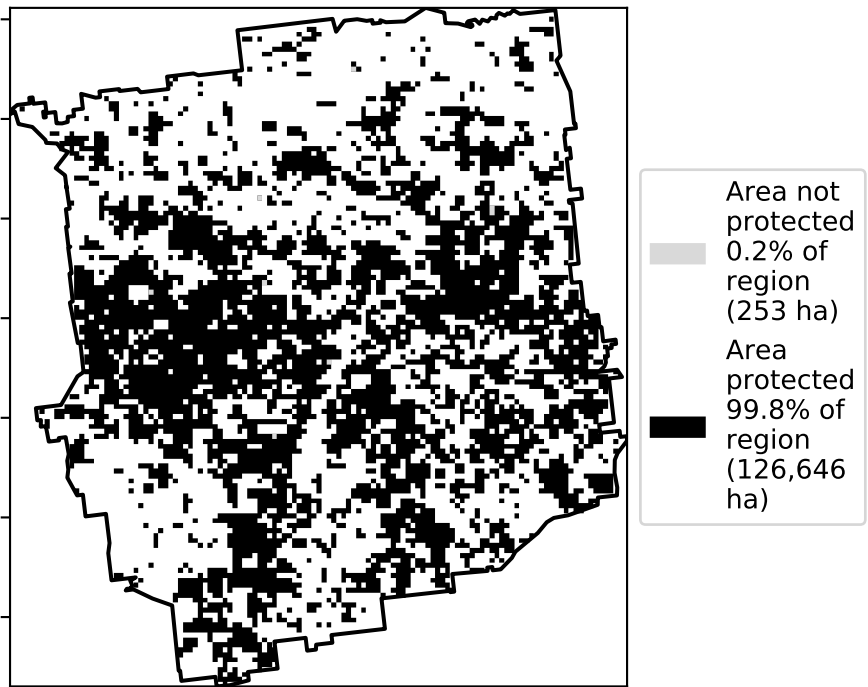 Area not
protected
0.2% of
region
(253 ha)
Area
protected
99.8% of
region
(126,646
ha)